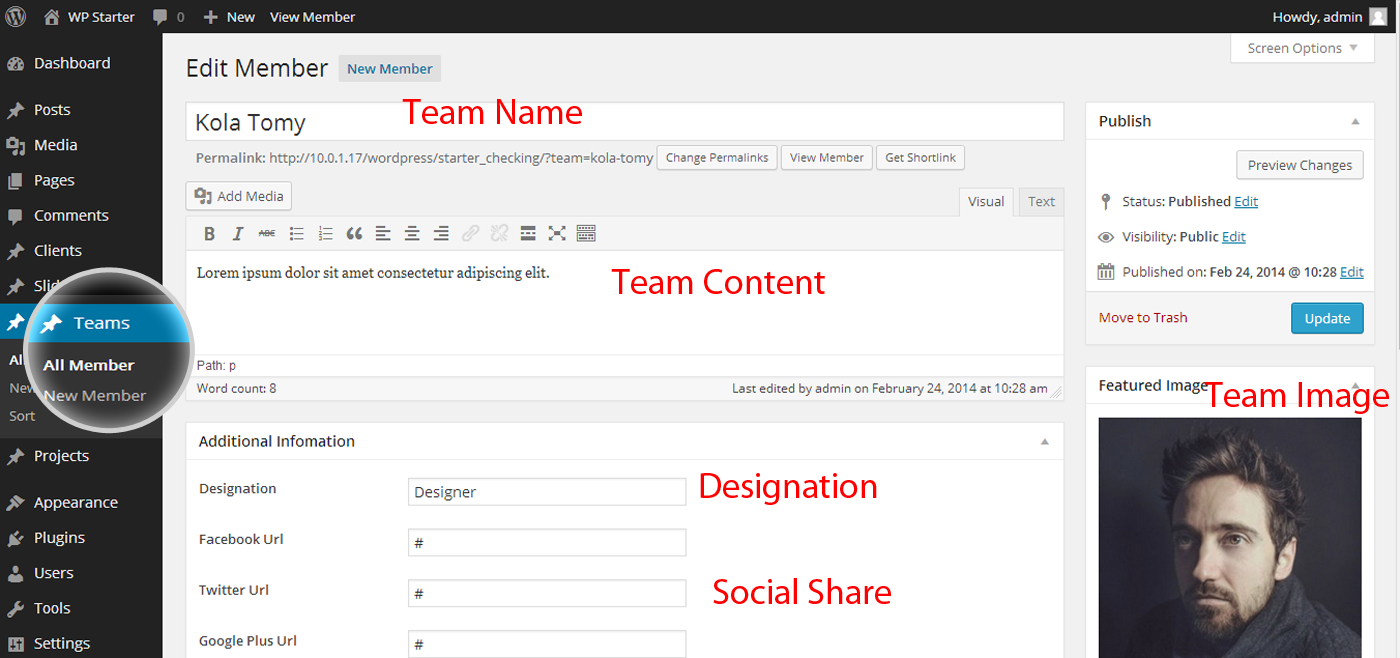 WP Starter 0 New View Member Howdy, admin
Screen Options
Dashboard
Posts
Media
Pages
Comments
Clients
Teams
All Member
New Member
Sort
Projects
Appearance
Plugins
Users
Tools
Settings
Edit Member New Member
Kola Tomy Team Name
Permalink: http://10.0.1.17/wordpress/starter_checking/?team=kola-tomy Change Permalinks View Member Get Shortlink
Add Media Visual Text
B I ABC
Lorem ipsum dolor sit amet consectetur adipiscing elit.
Team Content
Path: p
Word count: 8 Last edited by admin on February 24, 2014 at 10:28 am
Additional Infomation
Designation Designer Designation
Facebook Url #
Twitter Url # Social Share
Google Plus Url #
Publish
Preview Changes
Status: Published Edit
Visibility: Public Edit
Published on: Feb 24, 2014 @ 10:28 Edit
Move to Trash Update
Featured Image Team Image